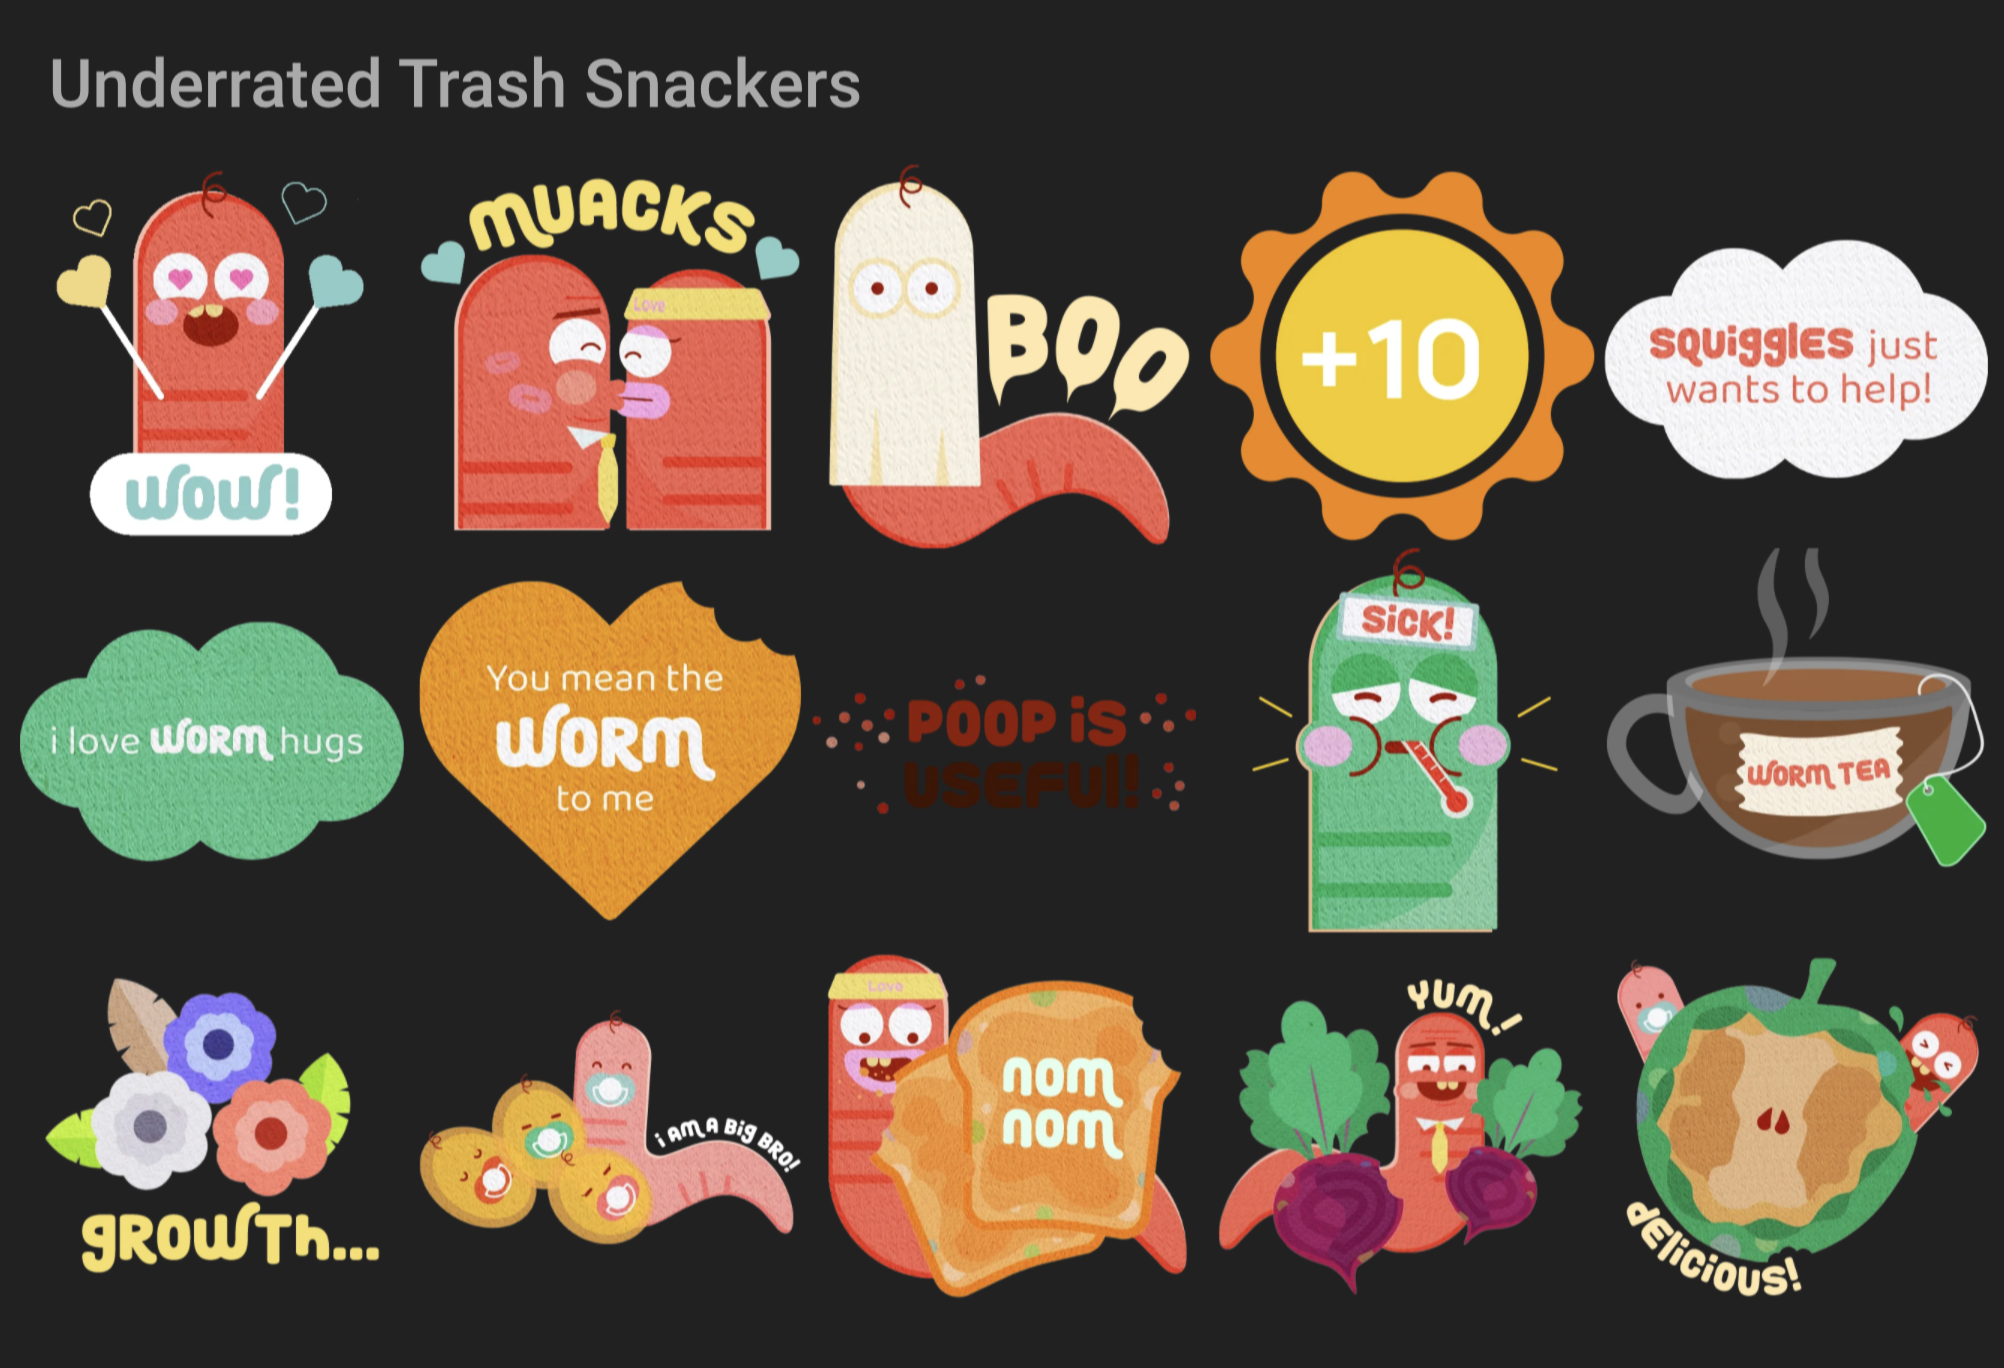 Underrated Trash Snackers
WOW!
MUACKS
Love
BOO
+10
SQUigglES just
wants to help!
i love WORM hugs
You mean the
WORM
to me
POOP iS
USEFUl!
SiCK!
WORM TEA
gROWTh...
i AM A BIg BRO!
Love
nom
nom
YUM!
dEliCiOUS!